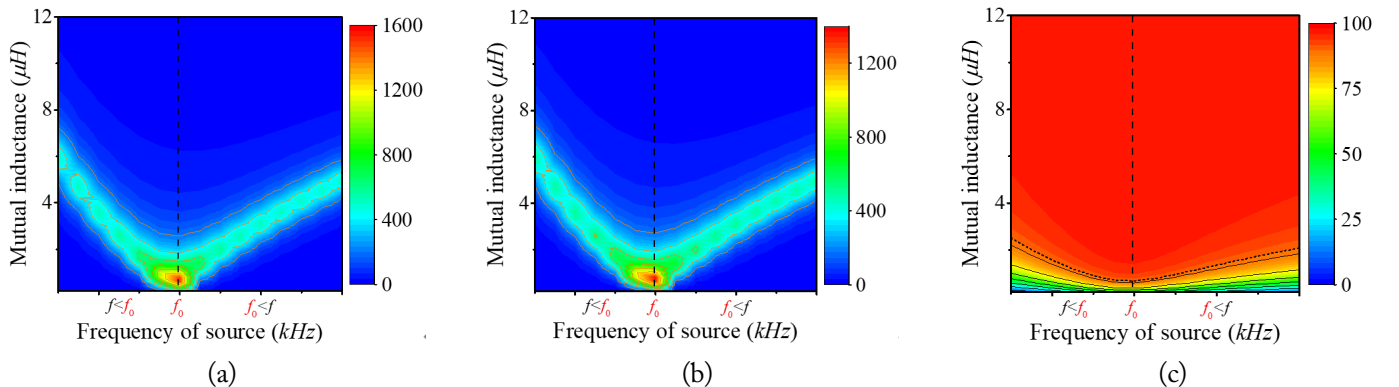 12
8
4
Mutual inductance (μH)
f<f₀
f₀
f₀<f
Frequency of source (kHz)
1600
1200
800
400
0
(a)
12
8
4
Mutual inductance (μH)
f<f₀
f₀
f₀<f
Frequency of source (kHz)
1200
800
400
0
(b)
12
8
4
Mutual inductance (μH)
f<f₀
f₀
f₀<f
Frequency of source (kHz)
100
75
50
25
0
(c)